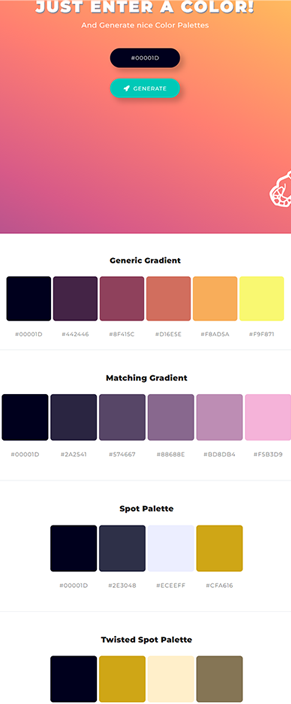 JUST ENTER A COLOR!
And Generate nice Color Palettes
#00001D
GENERATE
Generic Gradient
#00001D #442446 #8F415C #D16E5E #F8AD5A #F9F871
Matching Gradient
#00001D #2A2541 #574667 #88688E #BD8DB4 #F5B3D9
Spot Palette
#00001D #2E3048 #ECEEFF #CFA616
Twisted Spot Palette